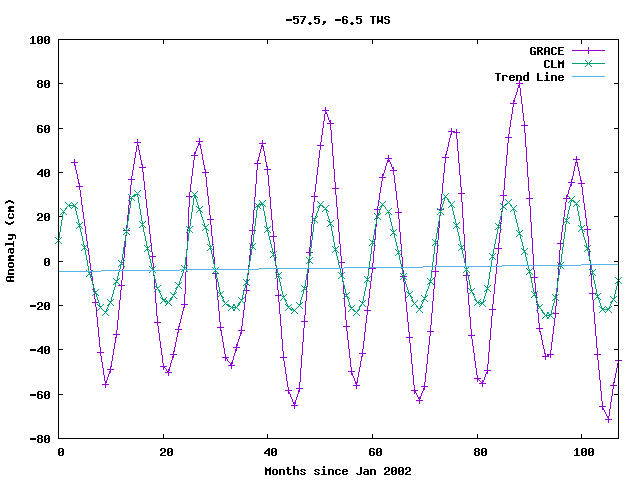 -57.5, -6.5 TWS
GRACE
CLM
Trend Line
100
80
60
40
20
0
-20
-40
-60
-80
Anomaly (cm)
0 20 40 60 80 100
Months since Jan 2002